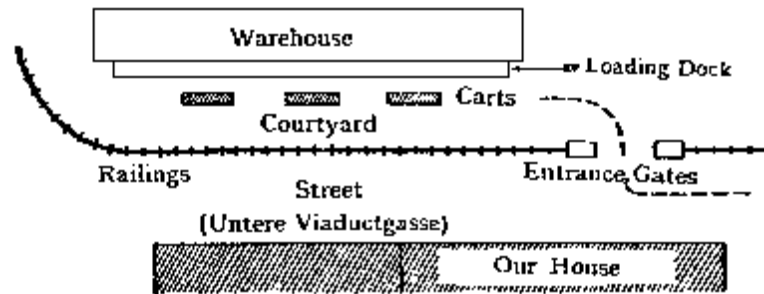 Warehouse
Loading Dock
Carts
Courtyard
Railings
Entrance Gates
Street
(Untere Viaductgasse)
Our House